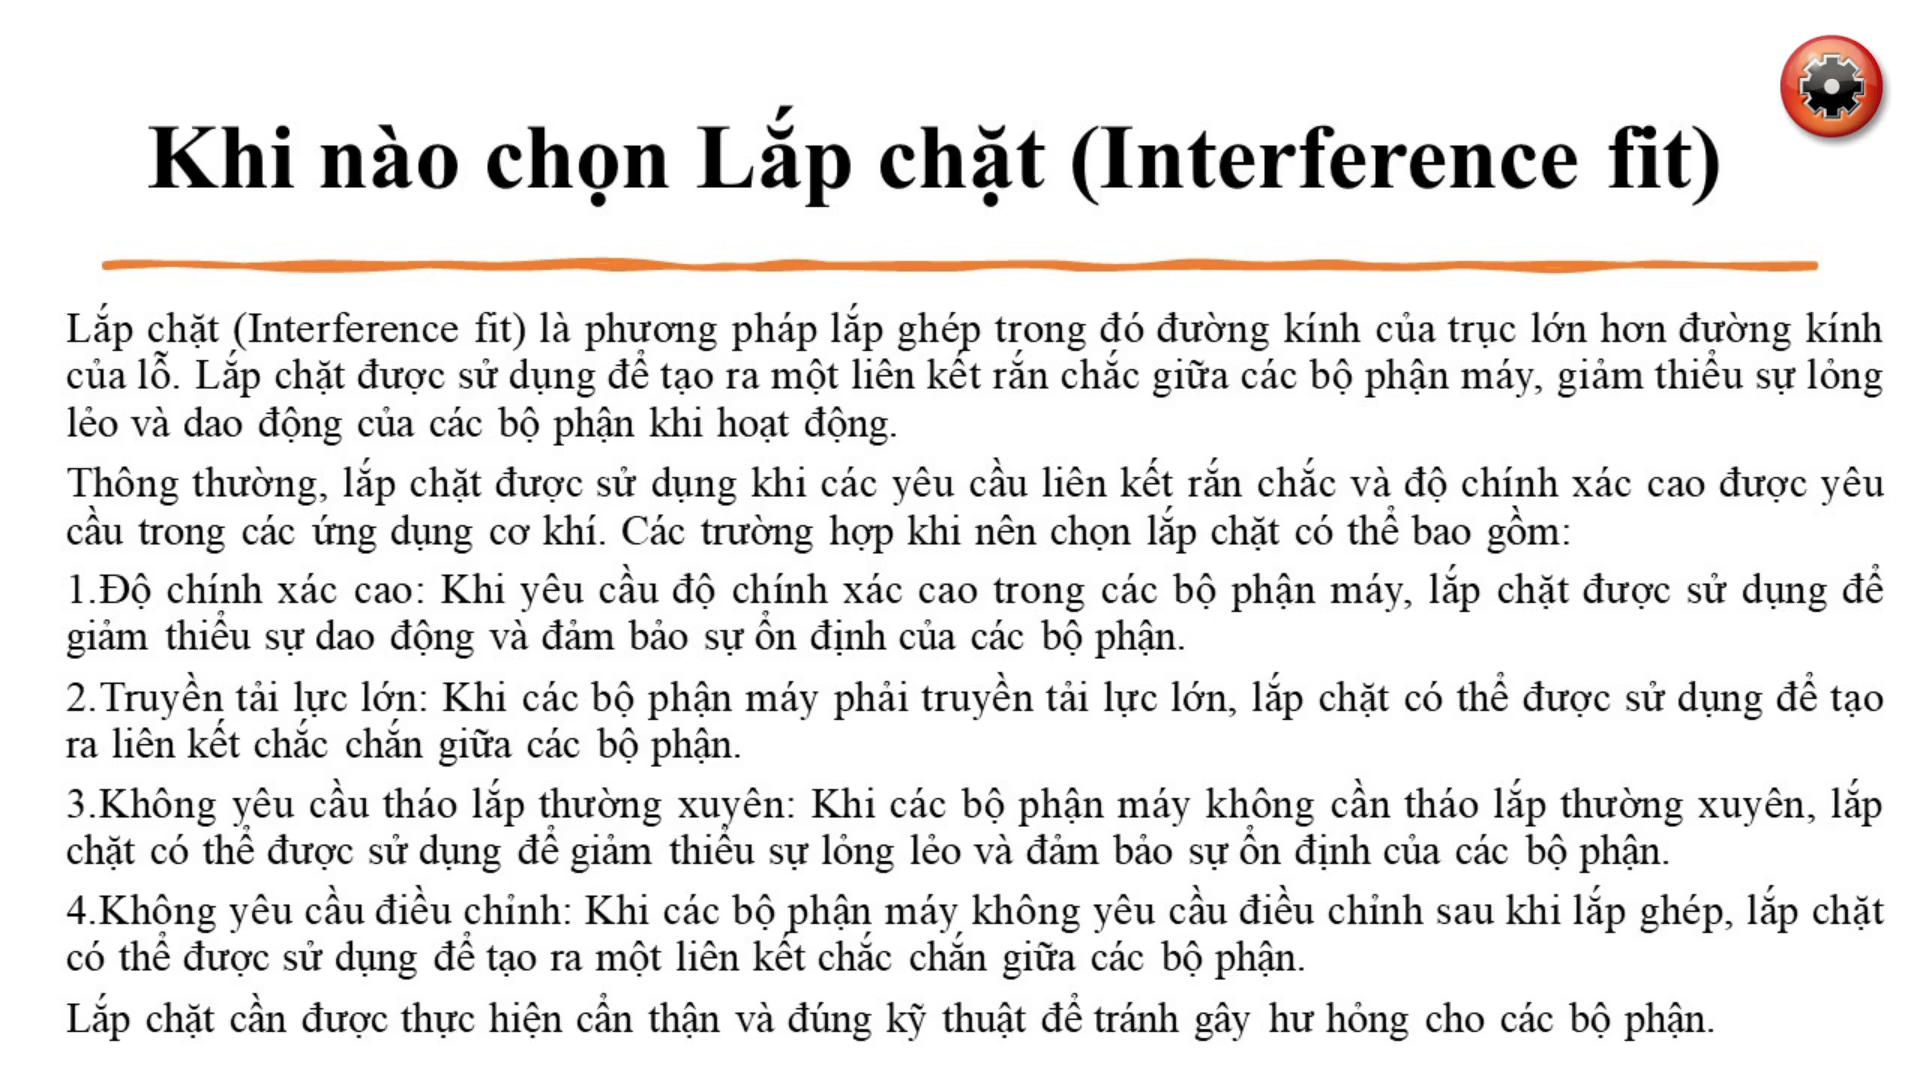 Khi nào chọn Lắp chặt (Interference fit)
Lắp chặt (Interference fit) là phương pháp lắp ghép trong đó đường kính của trục lớn hơn đường kính
của lỗ. Lắp chặt được sử dụng để tạo ra một liên kết rắn chắc giữa các bộ phận máy, giảm thiểu sự lỏng
lẻo và dao động của các bộ phận khi hoạt động.
Thông thường, lắp chặt được sử dụng khi các yêu cầu liên kết rắn chắc và độ chính xác cao được yêu
cầu trong các ứng dụng cơ khí. Các trường hợp khi nên chọn lắp chặt có thể bao gồm:
1.Độ chính xác cao: Khi yêu cầu độ chính xác cao trong các bộ phận máy, lắp chặt được sử dụng để
giảm thiểu sự dao động và đảm bảo sự ổn định của các bộ phận.
2.Truyền tải lực lớn: Khi các bộ phận máy phải truyền tải lực lớn, lắp chặt có thể được sử dụng để tạo
ra liên kết chắc chắn giữa các bộ phận.
3.Không yêu cầu tháo lắp thường xuyên: Khi các bộ phận máy không cần tháo lắp thường xuyên, lắp
chặt có thể được sử dụng để giảm thiểu sự lỏng lẻo và đảm bảo sự ổn định của các bộ phận.
4.Không yêu cầu điều chỉnh: Khi các bộ phận máy không yêu cầu điều chỉnh sau khi lắp ghép, lắp chặt
có thể được sử dụng để tạo ra một liên kết chắc chắn giữa các bộ phận.
Lắp chặt cần được thực hiện cẩn thận và đúng kỹ thuật để tránh gây hư hỏng cho các bộ phận.